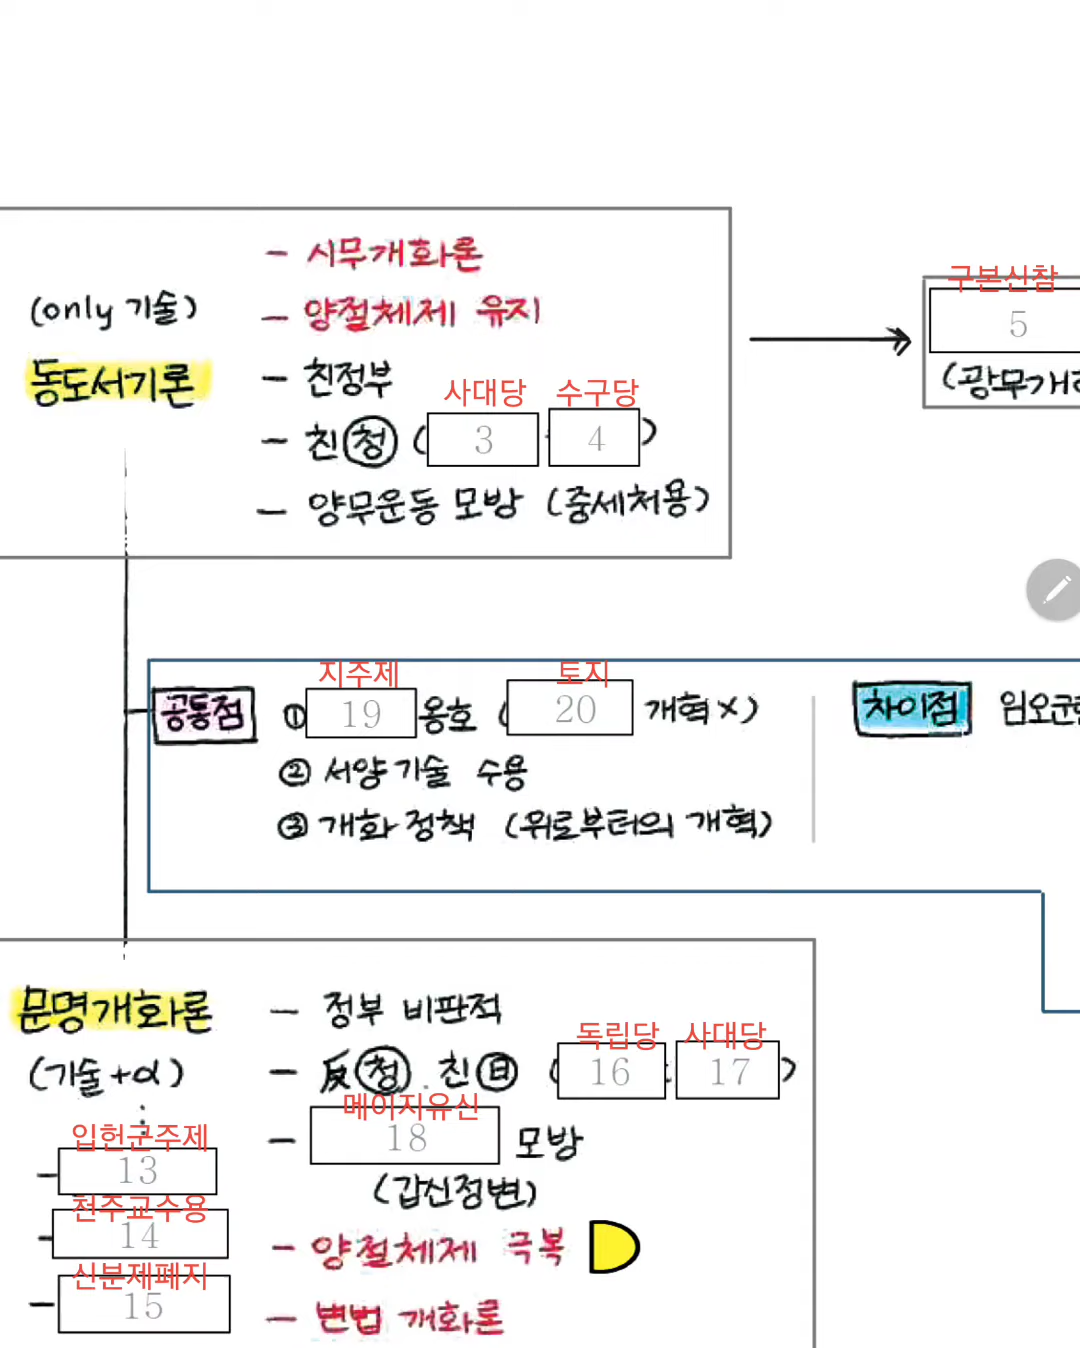 - 시무개화론
(only 기술)
- 양절체제 유지
구본신참
5
동도서기론
- 친정부
(광무개
사대당 수구당
- 친청 ( 3 · 4 )
- 양무운동 모방 (중체서용)
지주제 토지
공통점 ① 19 옹호 ( 20 개혁 X)
차이점 임오군
② 서양기술 수용
③ 개화정책 (위로부터의 개혁)
문명개화론 - 정부 비판적
독립당 사대당
(기술+α) - 反청 친日 ( 16 17 )
메이지유신
- 18 모방
입헌군주제
- 13
(갑신정변)
천주교수용
- 14
- 양절체제 극복
신분제폐지
- 15
- 변법 개화론